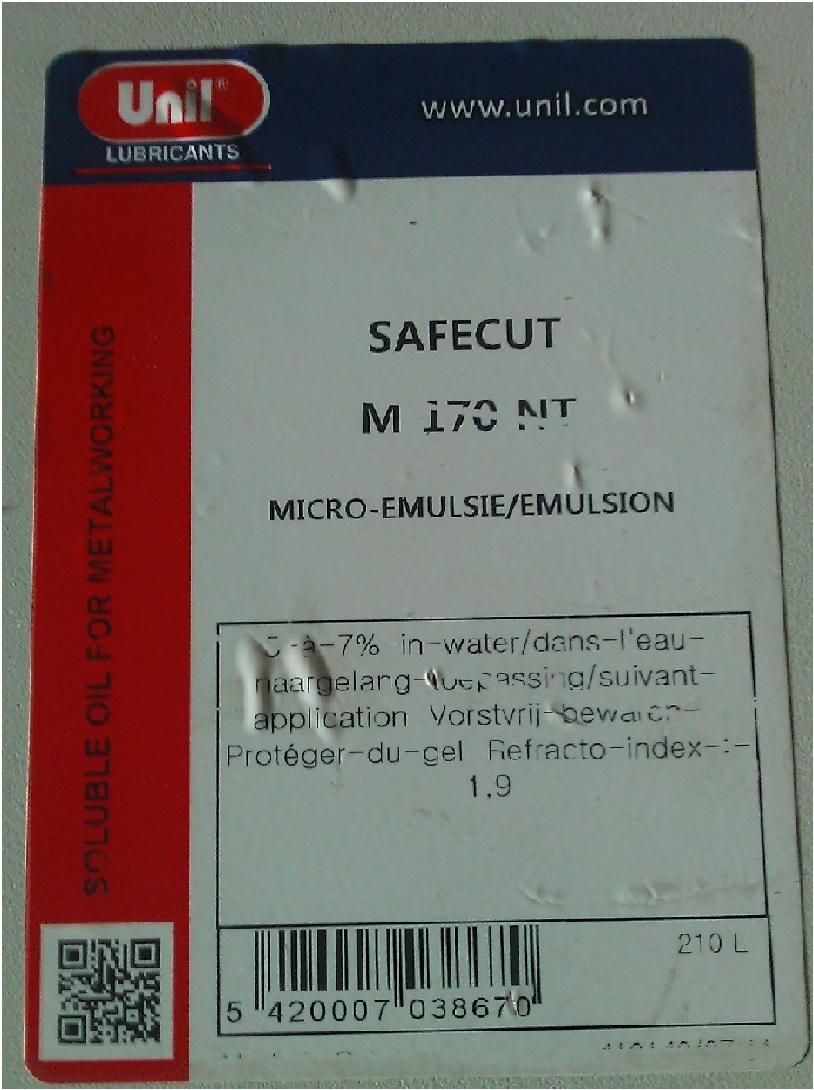 Unil®
LUBRICANTS
www.unil.com
SOLUBLE OIL FOR METALWORKING
SAFECUT
M 170 NT
MICRO-EMULSIE/EMULSION
à-7% in-water/dans-l'eau-
naargelang-toepassing/suivant-
application Vorstvrij-bewaren-
Protéger-du-gel Refracto-index-:-
1,9
210 L
5 420007 038670